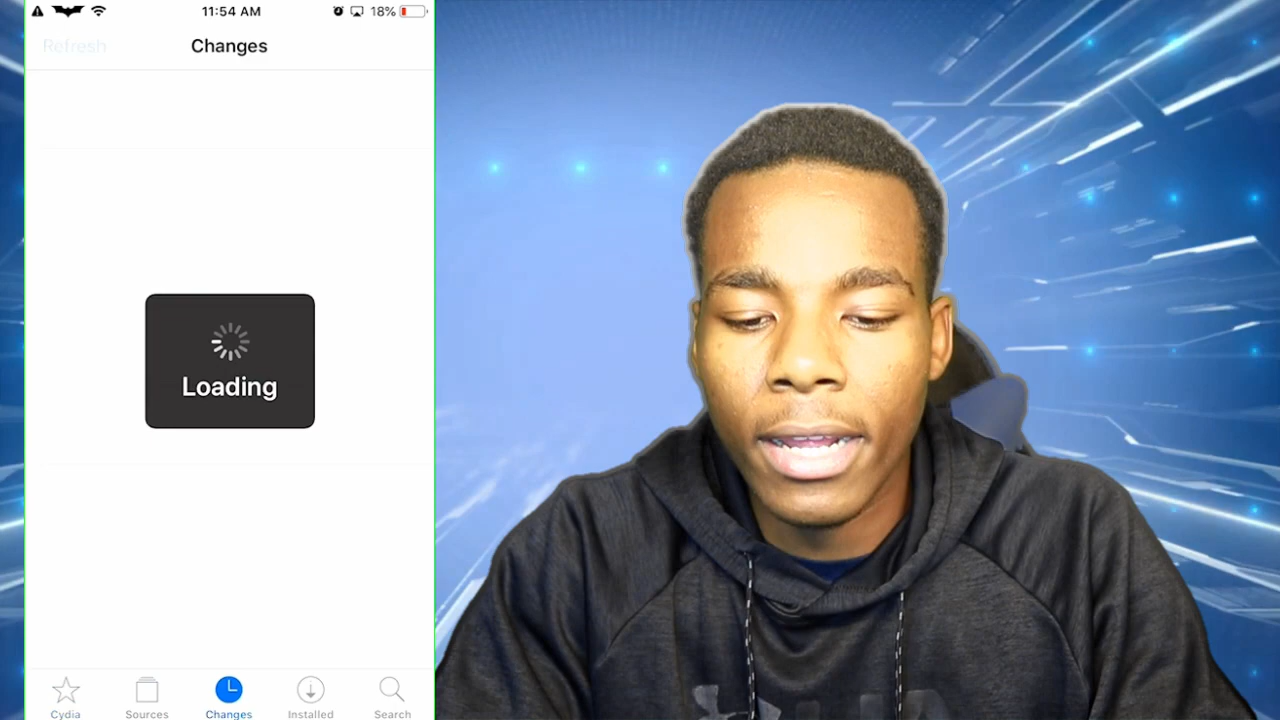 11:54 AM
18%
Refresh
Changes
Loading
Cydia
Sources
Changes
Installed
Search